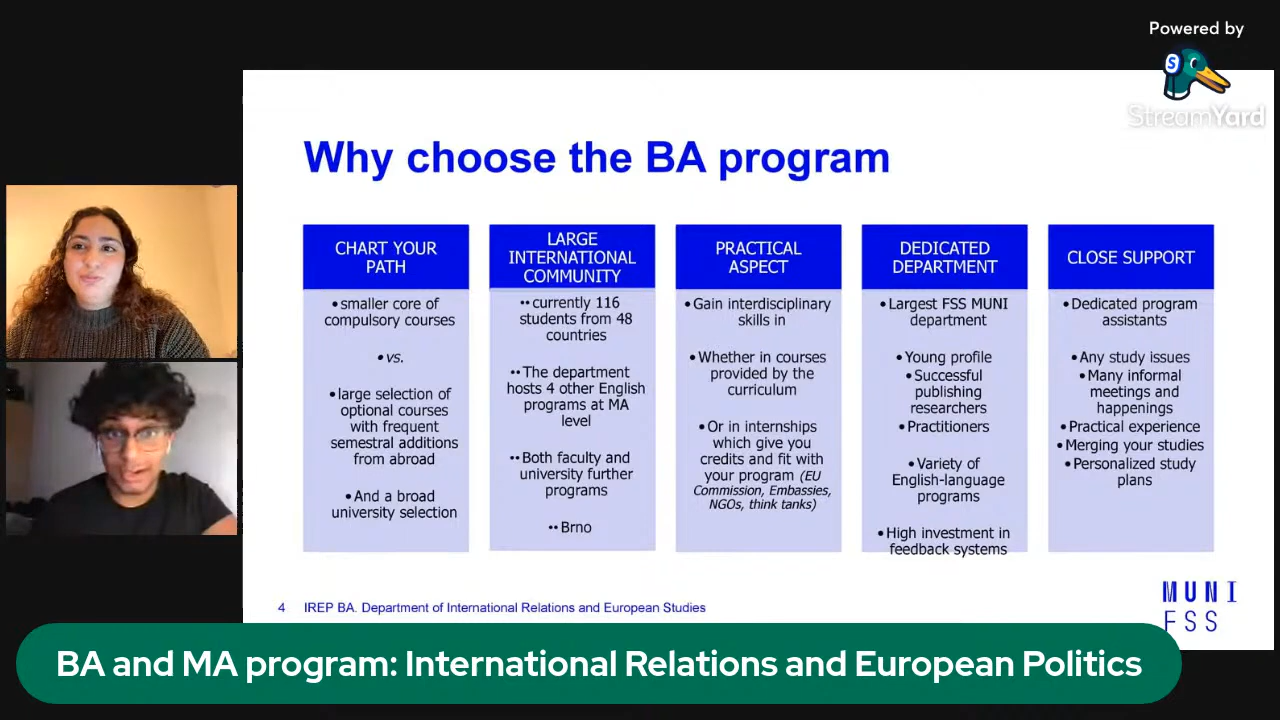 Powered by
StreamYard
Why choose the BA program
CHART YOUR
PATH
•smaller core of
compulsory courses
•vs.
•large selection of
optional courses
with frequent
semestral additions
from abroad
•And a broad
university selection
LARGE
INTERNATIONAL
COMMUNITY
••currently 116
students from 48
countries
••The department
hosts 4 other English
programs at MA
level
••Both faculty and
university further
programs
••Brno
PRACTICAL
ASPECT
•Gain interdisciplinary
skills in
•Whether in courses
provided by the
curriculum
•Or in internships
which give you
credits and fit with
your program (EU
Commission, Embassies,
NGOs, think tanks)
DEDICATED
DEPARTMENT
•Largest FSS MUNI
department
•Young profile
•Successful
publishing
researchers
•Practitioners
•Variety of
English-language
programs
•High investment in
feedback systems
CLOSE SUPPORT
•Dedicated program
assistants
•Any study issues
•Many informal
meetings and
happenings
•Practical experience
•Merging your studies
•Personalized study
plans
4 IREP BA. Department of International Relations and European Studies
MUNI
FSS
BA and MA program: International Relations and European Politics